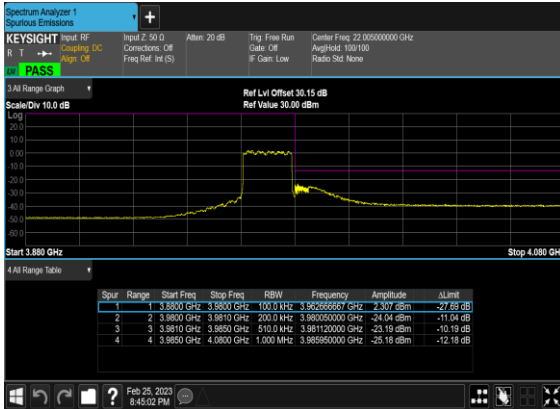 Spectrum Analyzer 1
Spurious Emissions
+
KEYSIGHT Input: RF Input Z: 50 Ω Atten: 20 dB Trig: Free Run Center Freq: 22.005000000 GHz
R T Coupling: DC Corrections: Off Gate: Off Avg|Hold: 100/100
Align: Off Freq Ref: Int (S) IF Gain: Low Radio Std: None
PASS
3 All Range Graph
Ref Lvl Offset 30.15 dB
Scale/Div 10.0 dB Ref Value 30.00 dBm
Log
20.0
10.0
0.00
-10.0
-20.0
-30.0
-40.0
-50.0
-60.0
Start 3.880 GHz Stop 4.080 GH
4 All Range Table
Spur Range Start Freq Stop Freq RBW Frequency Amplitude ΔLimit
1 1 3.8800 GHz 3.9800 GHz 100.0 kHz 3.962666667 GHz 2.307 dBm -27.69 dB
2 2 3.9800 GHz 3.9810 GHz 200.0 kHz 3.980050000 GHz -24.04 dBm -11.04 dB
3 3 3.9810 GHz 3.9850 GHz 510.0 kHz 3.981120000 GHz -23.19 dBm -10.19 dB
4 4 3.9850 GHz 4.0800 GHz 1.000 MHz 3.985950000 GHz -25.18 dBm -12.18 dB
? Feb 25, 2023
8:45:02 PM